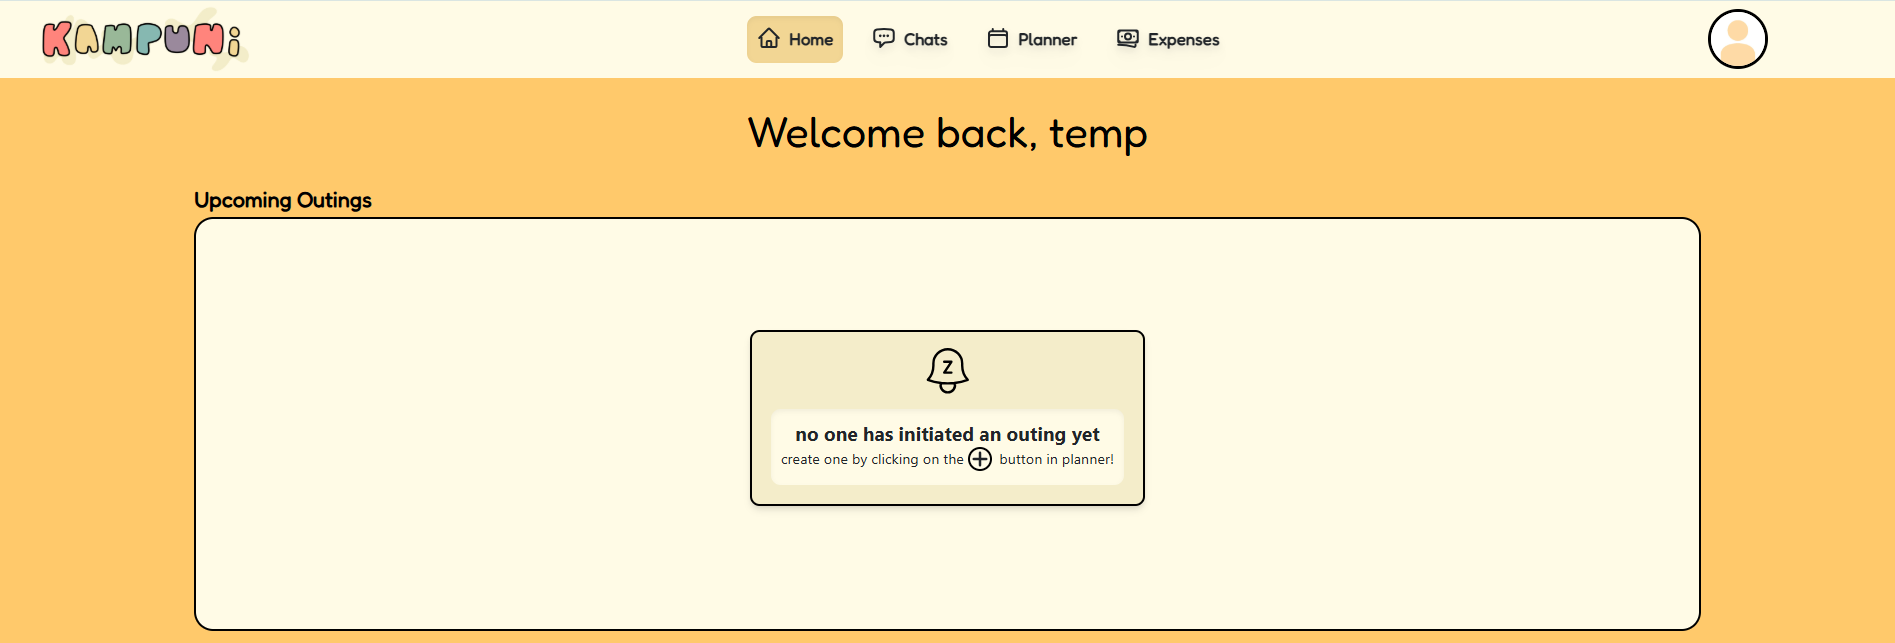 KAMPUNi
Home Chats Planner Expenses
Welcome back, temp
Upcoming Outings
Z
no one has initiated an outing yet
create one by clicking on the button in planner!